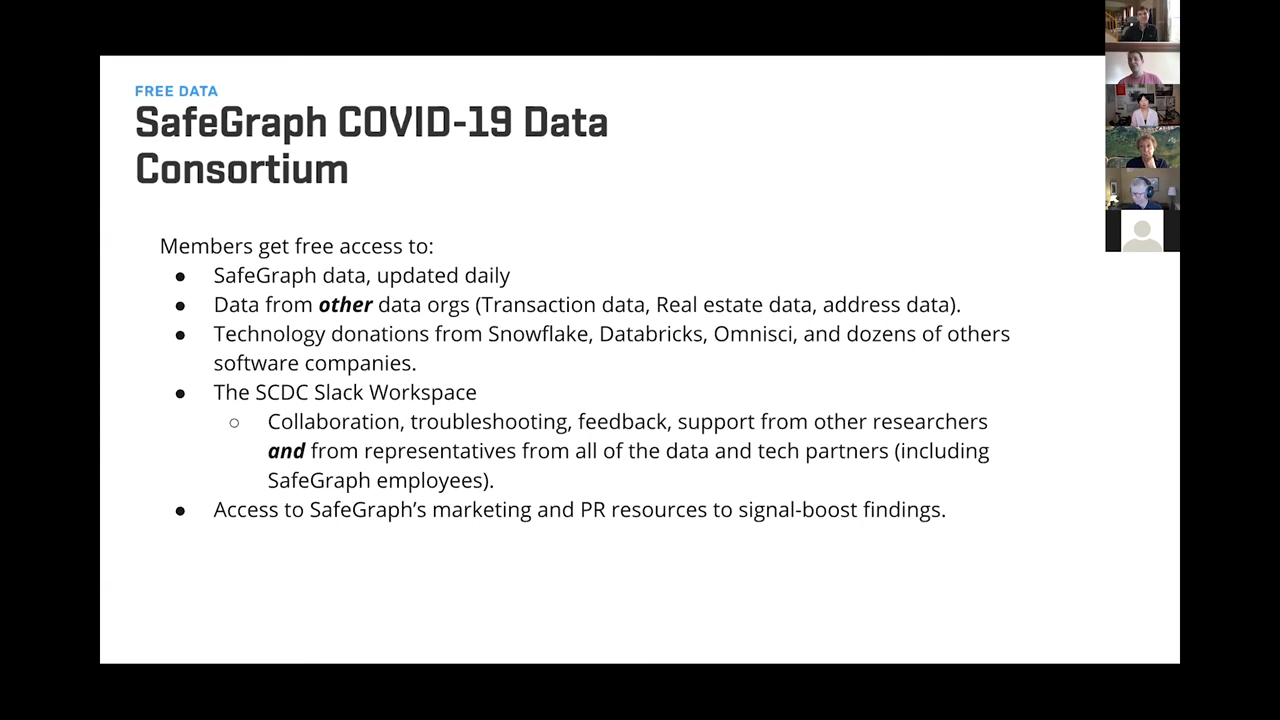 FREE DATA
SafeGraph COVID-19 Data
Consortium
Members get free access to:
● SafeGraph data, updated daily
● Data from other data orgs (Transaction data, Real estate data, address data).
● Technology donations from Snowflake, Databricks, Omnisci, and dozens of others
software companies.
● The SCDC Slack Workspace
○ Collaboration, troubleshooting, feedback, support from other researchers
and from representatives from all of the data and tech partners (including
SafeGraph employees).
● Access to SafeGraph’s marketing and PR resources to signal-boost findings.